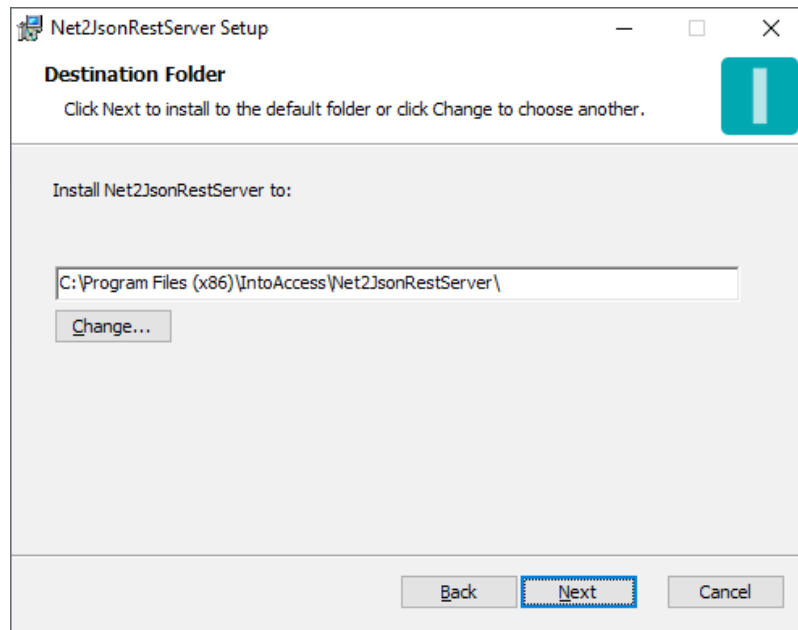 Net2JsonRestServer Setup
Destination Folder
Click Next to install to the default folder or click Change to choose another.
Install Net2JsonRestServer to:
C:\Program Files (x86)\IntoAccess\Net2JsonRestServer\
Change...
Back
Next
Cancel